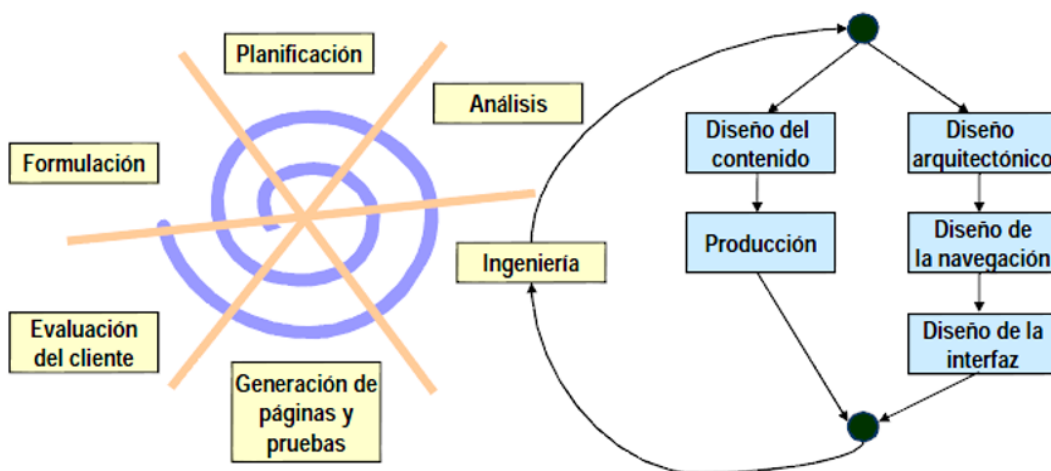 Planificación
Análisis
Formulación
Ingeniería
Evaluación
del cliente
Generación de
páginas y
pruebas
Diseño del
contenido
Producción
Diseño
arquitectónico
Diseño de
la navegación
Diseño de la
interfaz